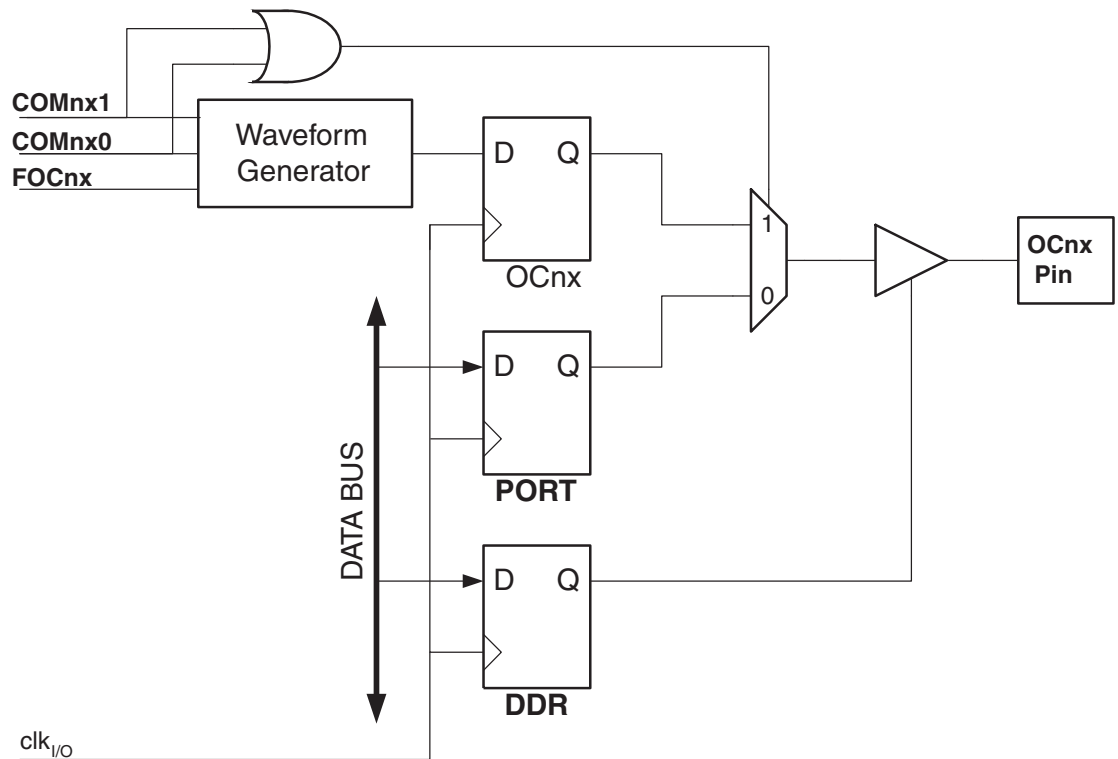 COMnx1
COMnx0
FOCnx
Waveform
Generator
D Q
OCnx
1
0
OCnx
Pin
D Q
PORT
DATA BUS
D Q
DDR
clkI/O